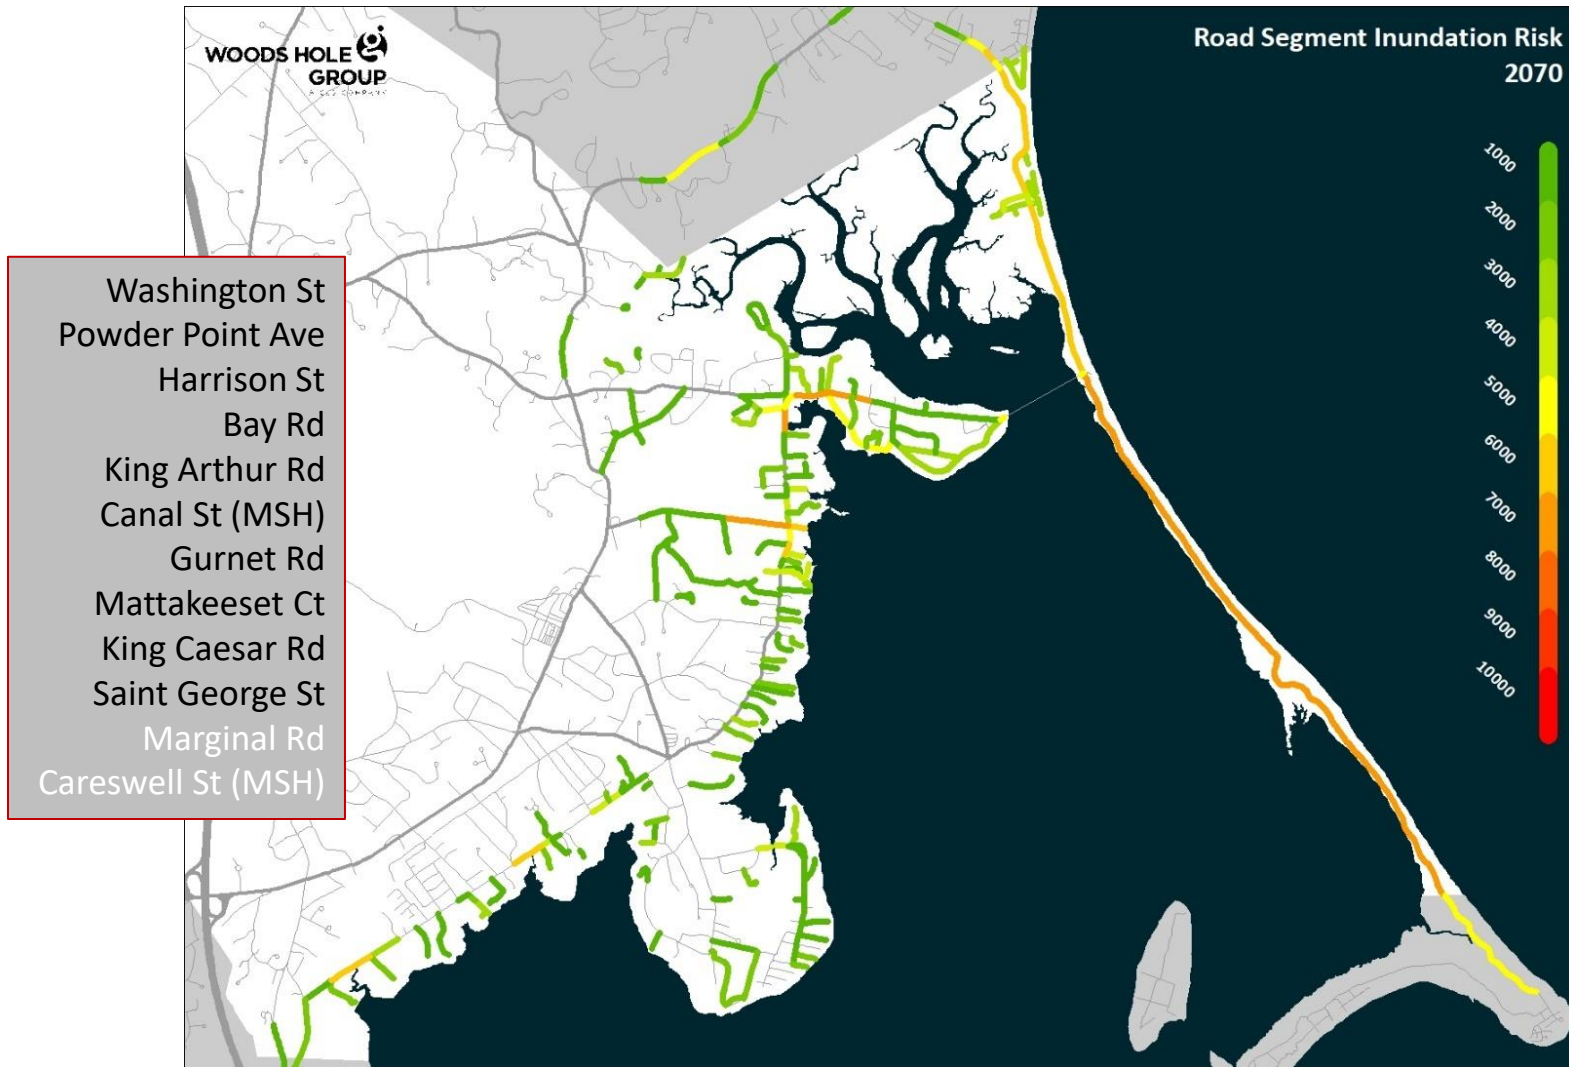 WOODS HOLE
GROUP
Road Segment Inundation Risk
2070
1000
2000
3000
4000
5000
6000
7000
8000
9000
10000
Washington St
Powder Point Ave
Harrison St
Bay Rd
King Arthur Rd
Canal St (MSH)
Gurnet Rd
Mattakeeset Ct
King Caesar Rd
Saint George St
Marginal Rd
Careswell St (MSH)